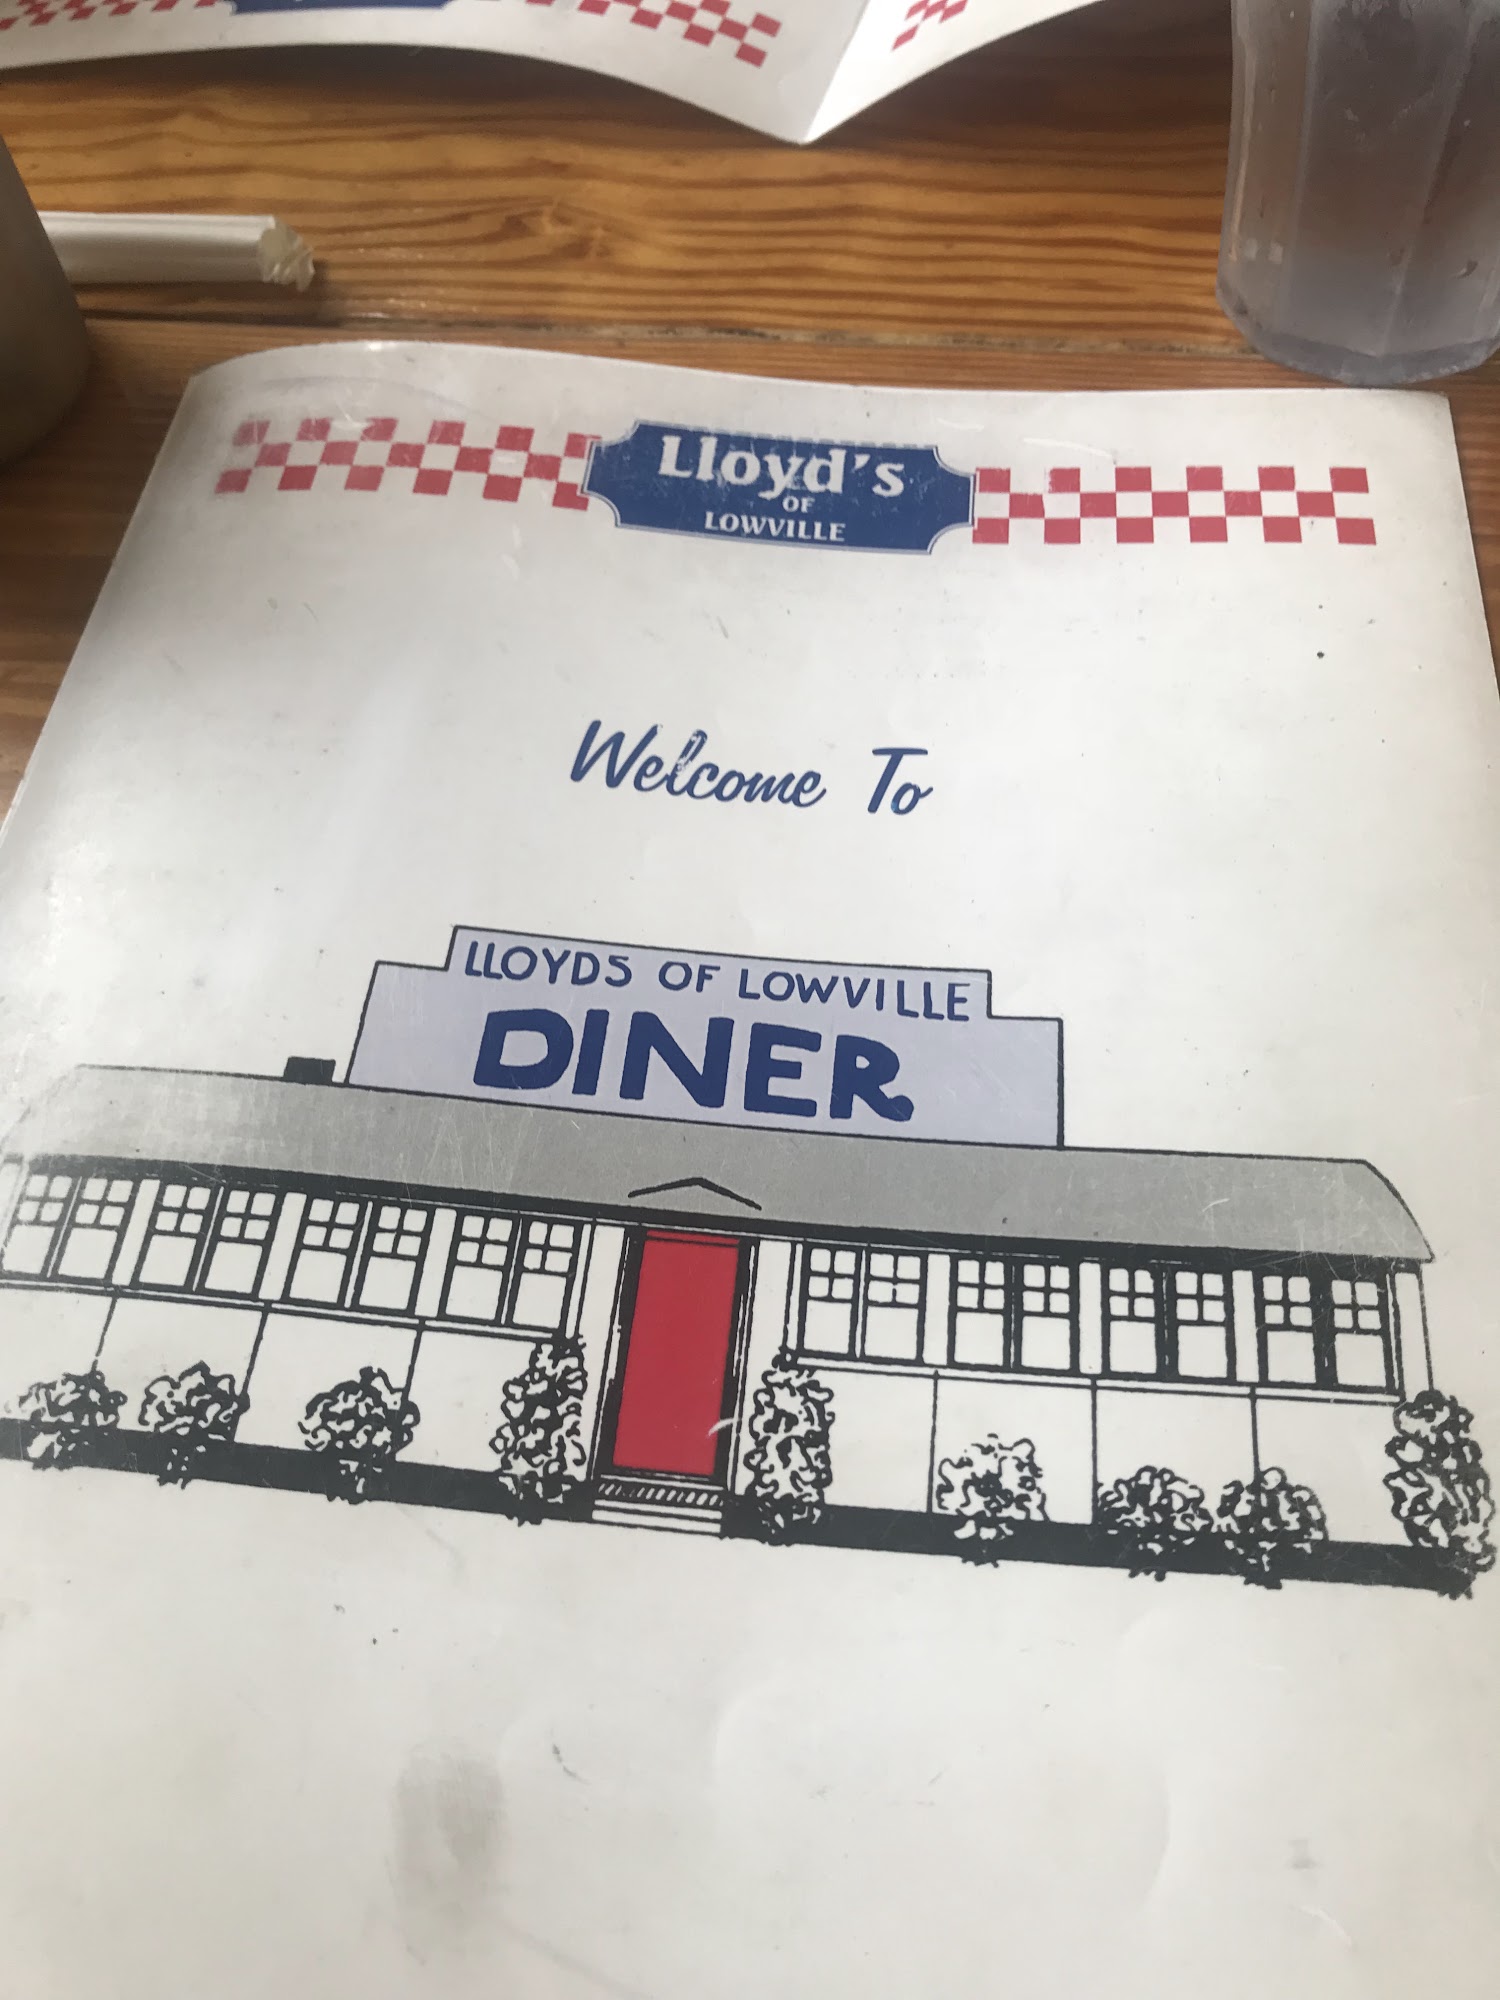 Lloyd's
OF
LOWVILLE
Welcome To
LLOYDS OF LOWVILLE
DINER